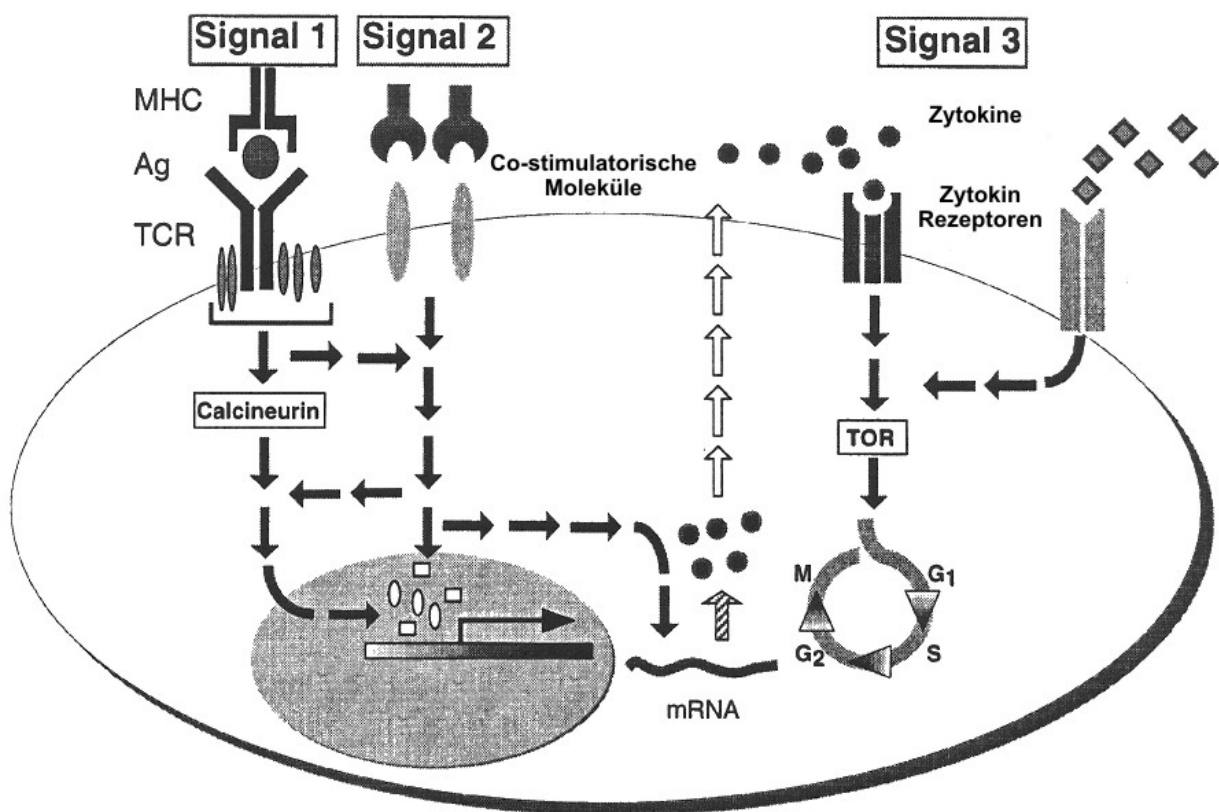 Signal 1
Signal 2
Signal 3
MHC
Ag
TCR
Co-stimulatorische
Moleküle
Zytokine
Zytokin
Rezeptoren
Calcineurin
TOR
M
G1
G2
S
mRNA